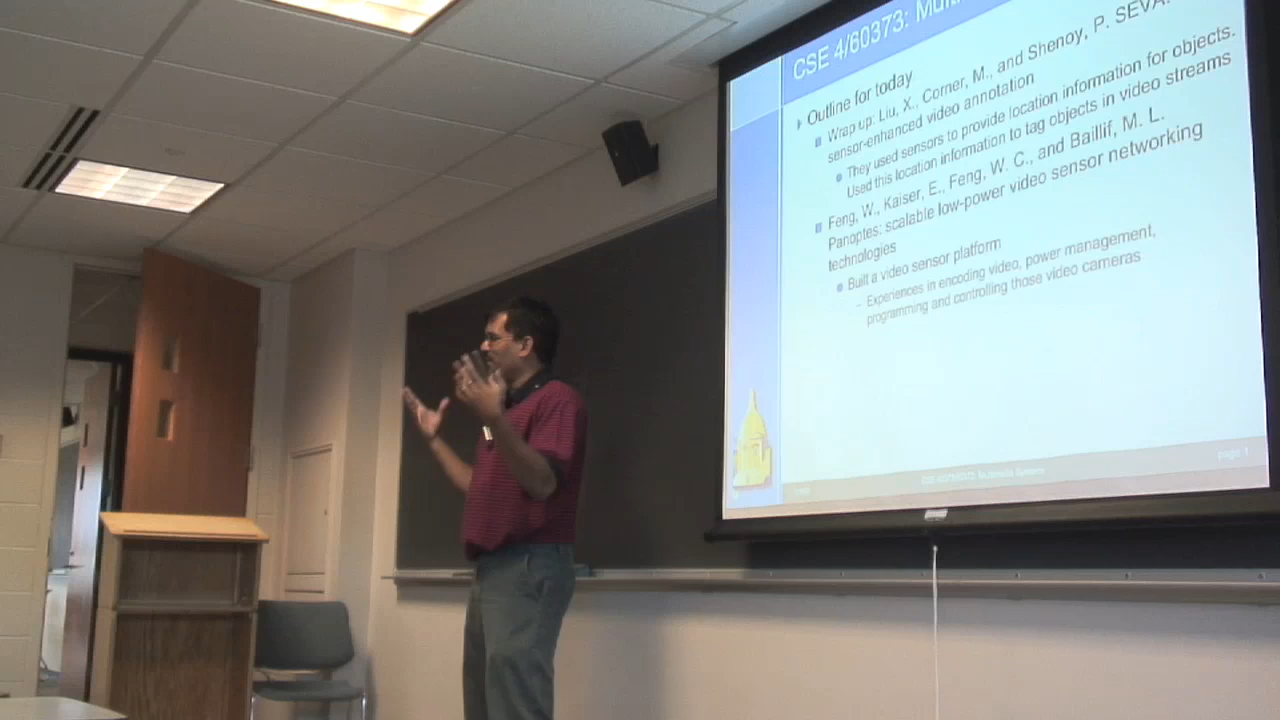 CSE 4/60373: Multi
Outline for today
Wrap up: Liu, X., Corner, M., and Shenoy, P. SEVA:
sensor-enhanced video annotation
They used sensors to provide location information for objects.
Used this location information to tag objects in video streams
Feng, W., Kaiser, E., Feng, W. C., and Baillif, M. L.
Panoptes: scalable low-power video sensor networking
technologies
Built a video sensor platform
– Experiences in encoding video, power management,
programming and controlling those video cameras
page 1